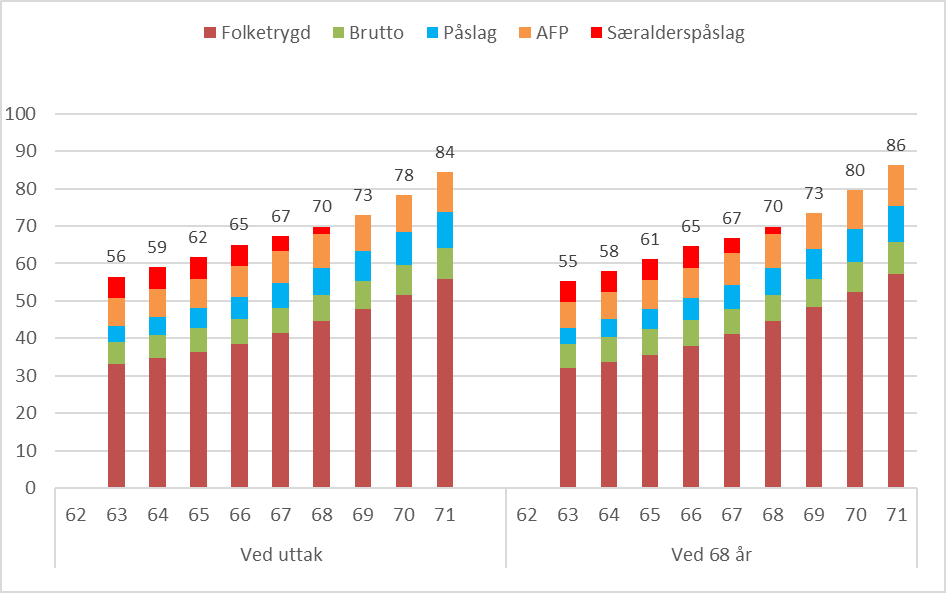 Folketrygd Brutto Påslag AFP Særalderspåslag
100
90
80
70
60
50
40
30
20
10
0
56 59 62 65 67 70 73 78 84
55 58 61 65 67 70 73 80 86
62 63 64 65 66 67 68 69 70 71 62 63 64 65 66 67 68 69 70 71
Ved uttak Ved 68 år